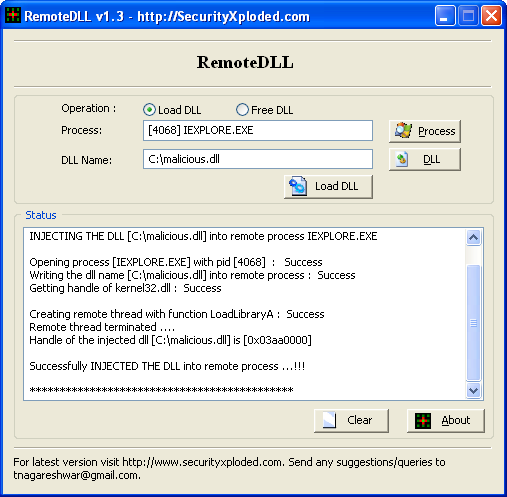 RemoteDLL v1.3 - http://SecurityXploded.com
RemoteDLL
Operation :
Load DLL
Free DLL
Process:
[4068] IEXPLORE.EXE
Process
DLL Name:
C:\malicious.dll
DLL
Load DLL
Status
INJECTING THE DLL [C:\malicious.dll] into remote process IEXPLORE.EXE
Opening process [IEXPLORE.EXE] with pid [4068] : Success
Writing the dll name [C:\malicious.dll] into remote process : Success
Getting handle of kernel32.dll : Success
Creating remote thread with function LoadLibraryA : Success
Remote thread terminated ....
Handle of the injected dll [C:\malicious.dll] is [0x03aa0000]
Successfully INJECTED THE DLL into remote process ...!!!
********************************************
Clear
About
For latest version visit http://www.securityxploded.com. Send any suggestions/queries to
tnagareshwar@gmail.com.